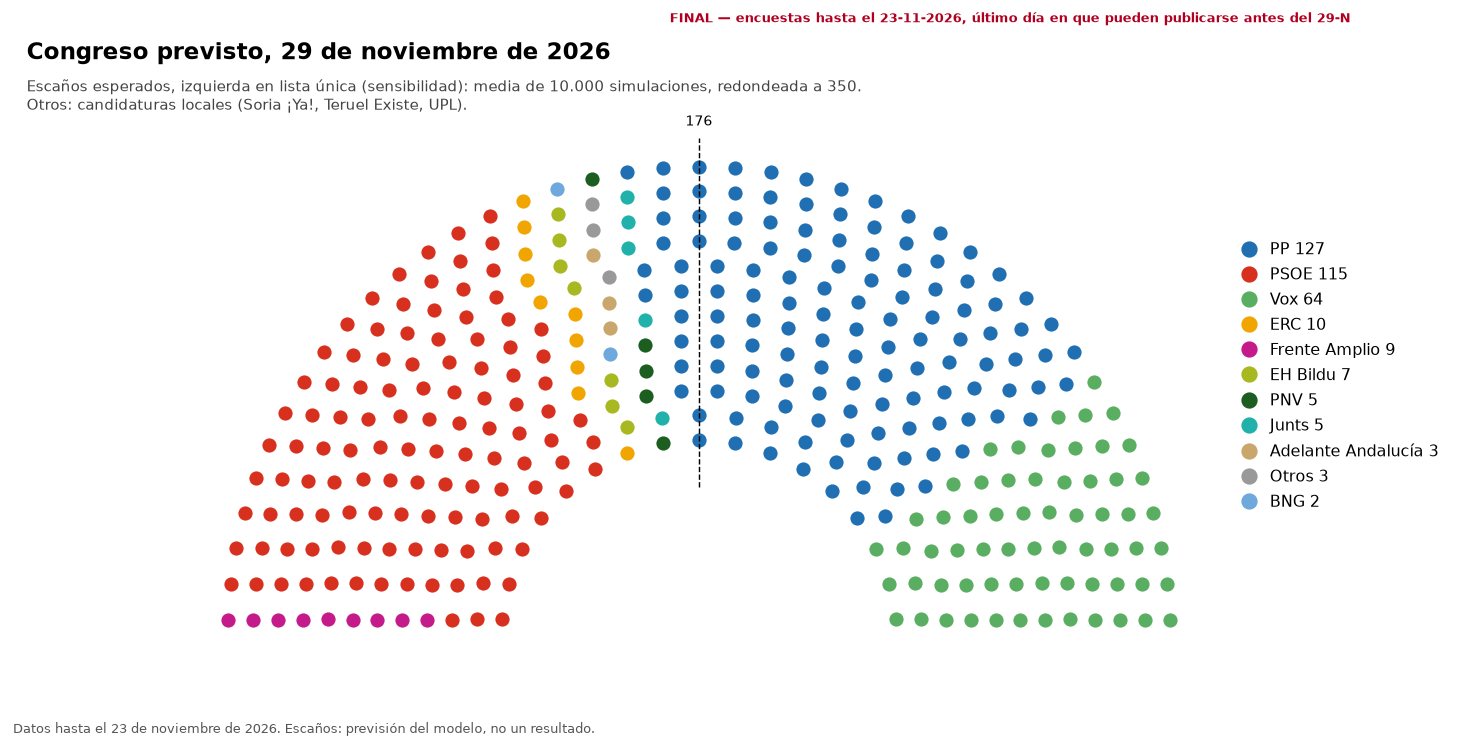 FINAL — encuestas hasta el 23-11-2026, último día en que pueden publicarse antes del 29-N
Congreso previsto, 29 de noviembre de 2026
Escaños esperados, izquierda en lista única (sensibilidad): media de 10.000 simulaciones, redondeada a 350.
Otros: candidaturas locales (Soria ¡Ya!, Teruel Existe, UPL).
176
PP 127
PSOE 115
Vox 64
ERC 10
Frente Amplio 9
EH Bildu 7
PNV 5
Junts 5
Adelante Andalucía 3
Otros 3
BNG 2
Datos hasta el 23 de noviembre de 2026. Escaños: previsión del modelo, no un resultado.